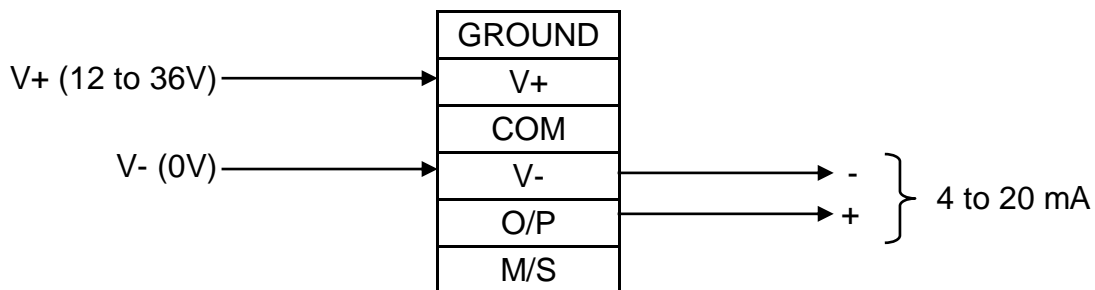 GROUND
V+ (12 to 36V)
V+
COM
V- (0V)
V-
-
4 to 20 mA
O/P
+
M/S